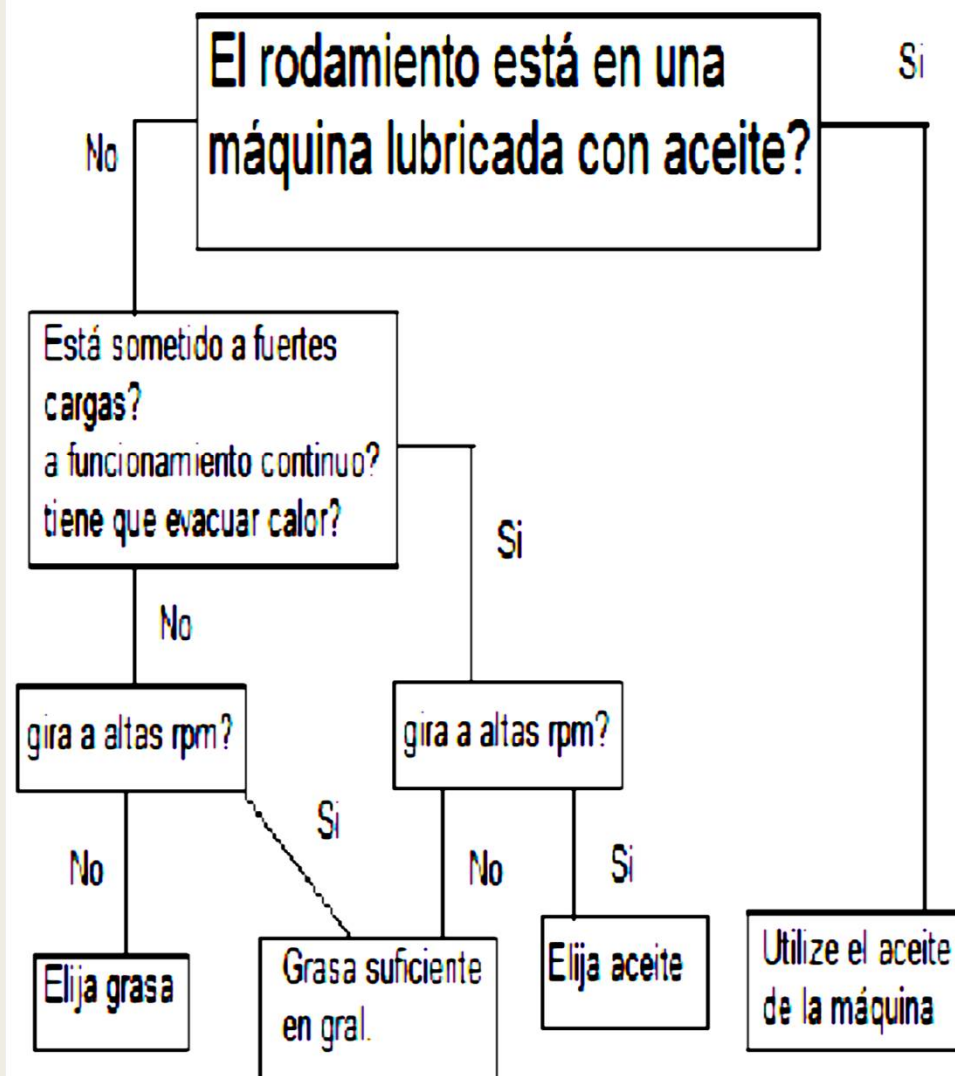 El rodamiento está en una
máquina lubricada con aceite?
Si
No
Está sometido a fuertes
cargas?
a funcionamiento continuo?
tiene que evacuar calor?
Si
No
gira a altas rpm?
gira a altas rpm?
Si
No
No
Si
Elija grasa
Grasa suficiente
en gral.
Elija aceite
Utilize el aceite
de la máquina